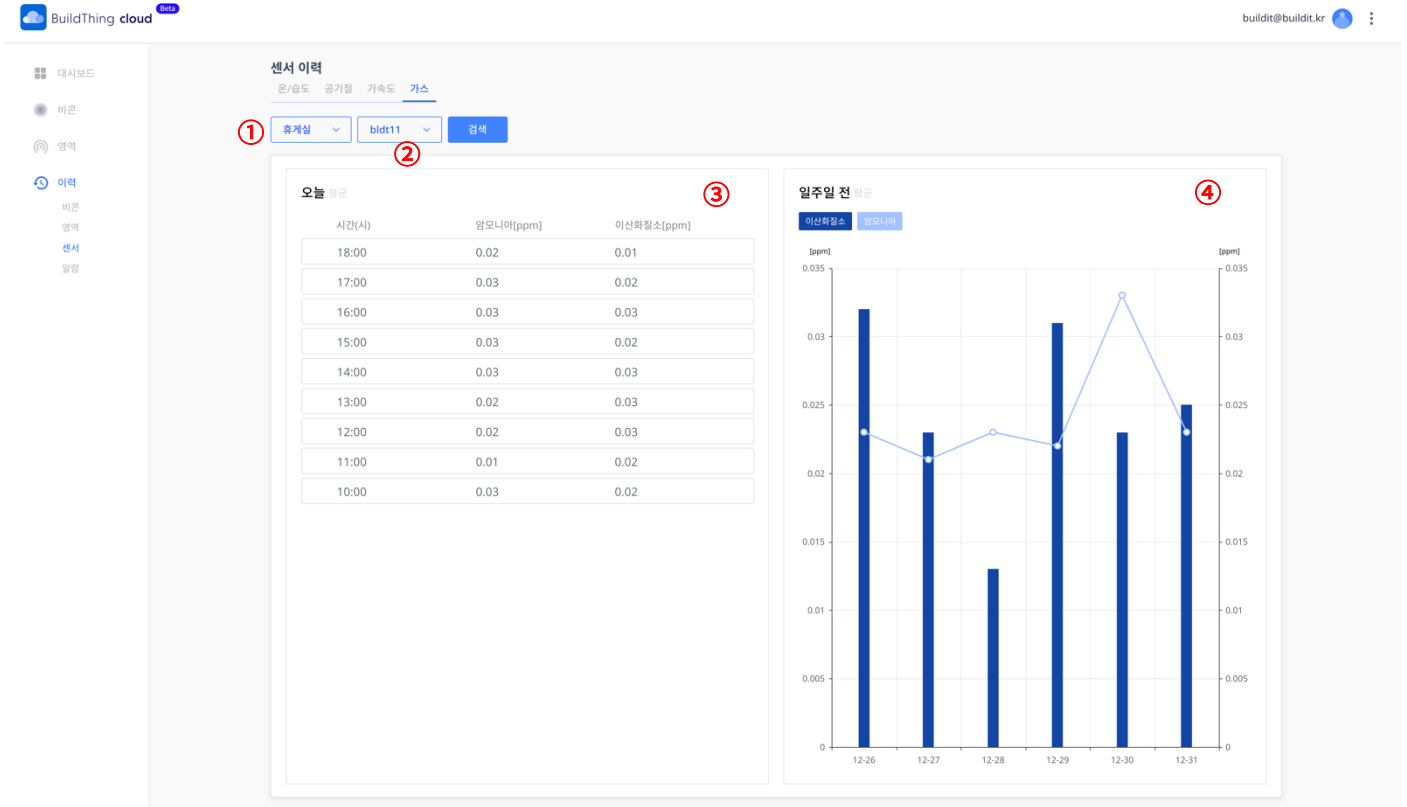 BuildThing cloud Beta
buildit@buildit.kr
대시보드
비콘
영역
이력
비콘
영역
센서
알람
센서 이력
온/습도 공기질 가속도 가스
① 휴게실 bldt11 검색
②
오늘 평균 ③
시간(시) 암모니아[ppm] 이산화질소[ppm]
18:00 0.02 0.01
17:00 0.03 0.02
16:00 0.03 0.03
15:00 0.03 0.02
14:00 0.03 0.03
13:00 0.02 0.03
12:00 0.02 0.03
11:00 0.01 0.02
10:00 0.03 0.02
일주일 전 평균 ④
이산화질소 암모니아
[ppm] [ppm]
0.035 0.035
0.03 0.03
0.025 0.025
0.02 0.02
0.015 0.015
0.01 0.01
0.005 0.005
0 0
12-26 12-27 12-28 12-29 12-30 12-31